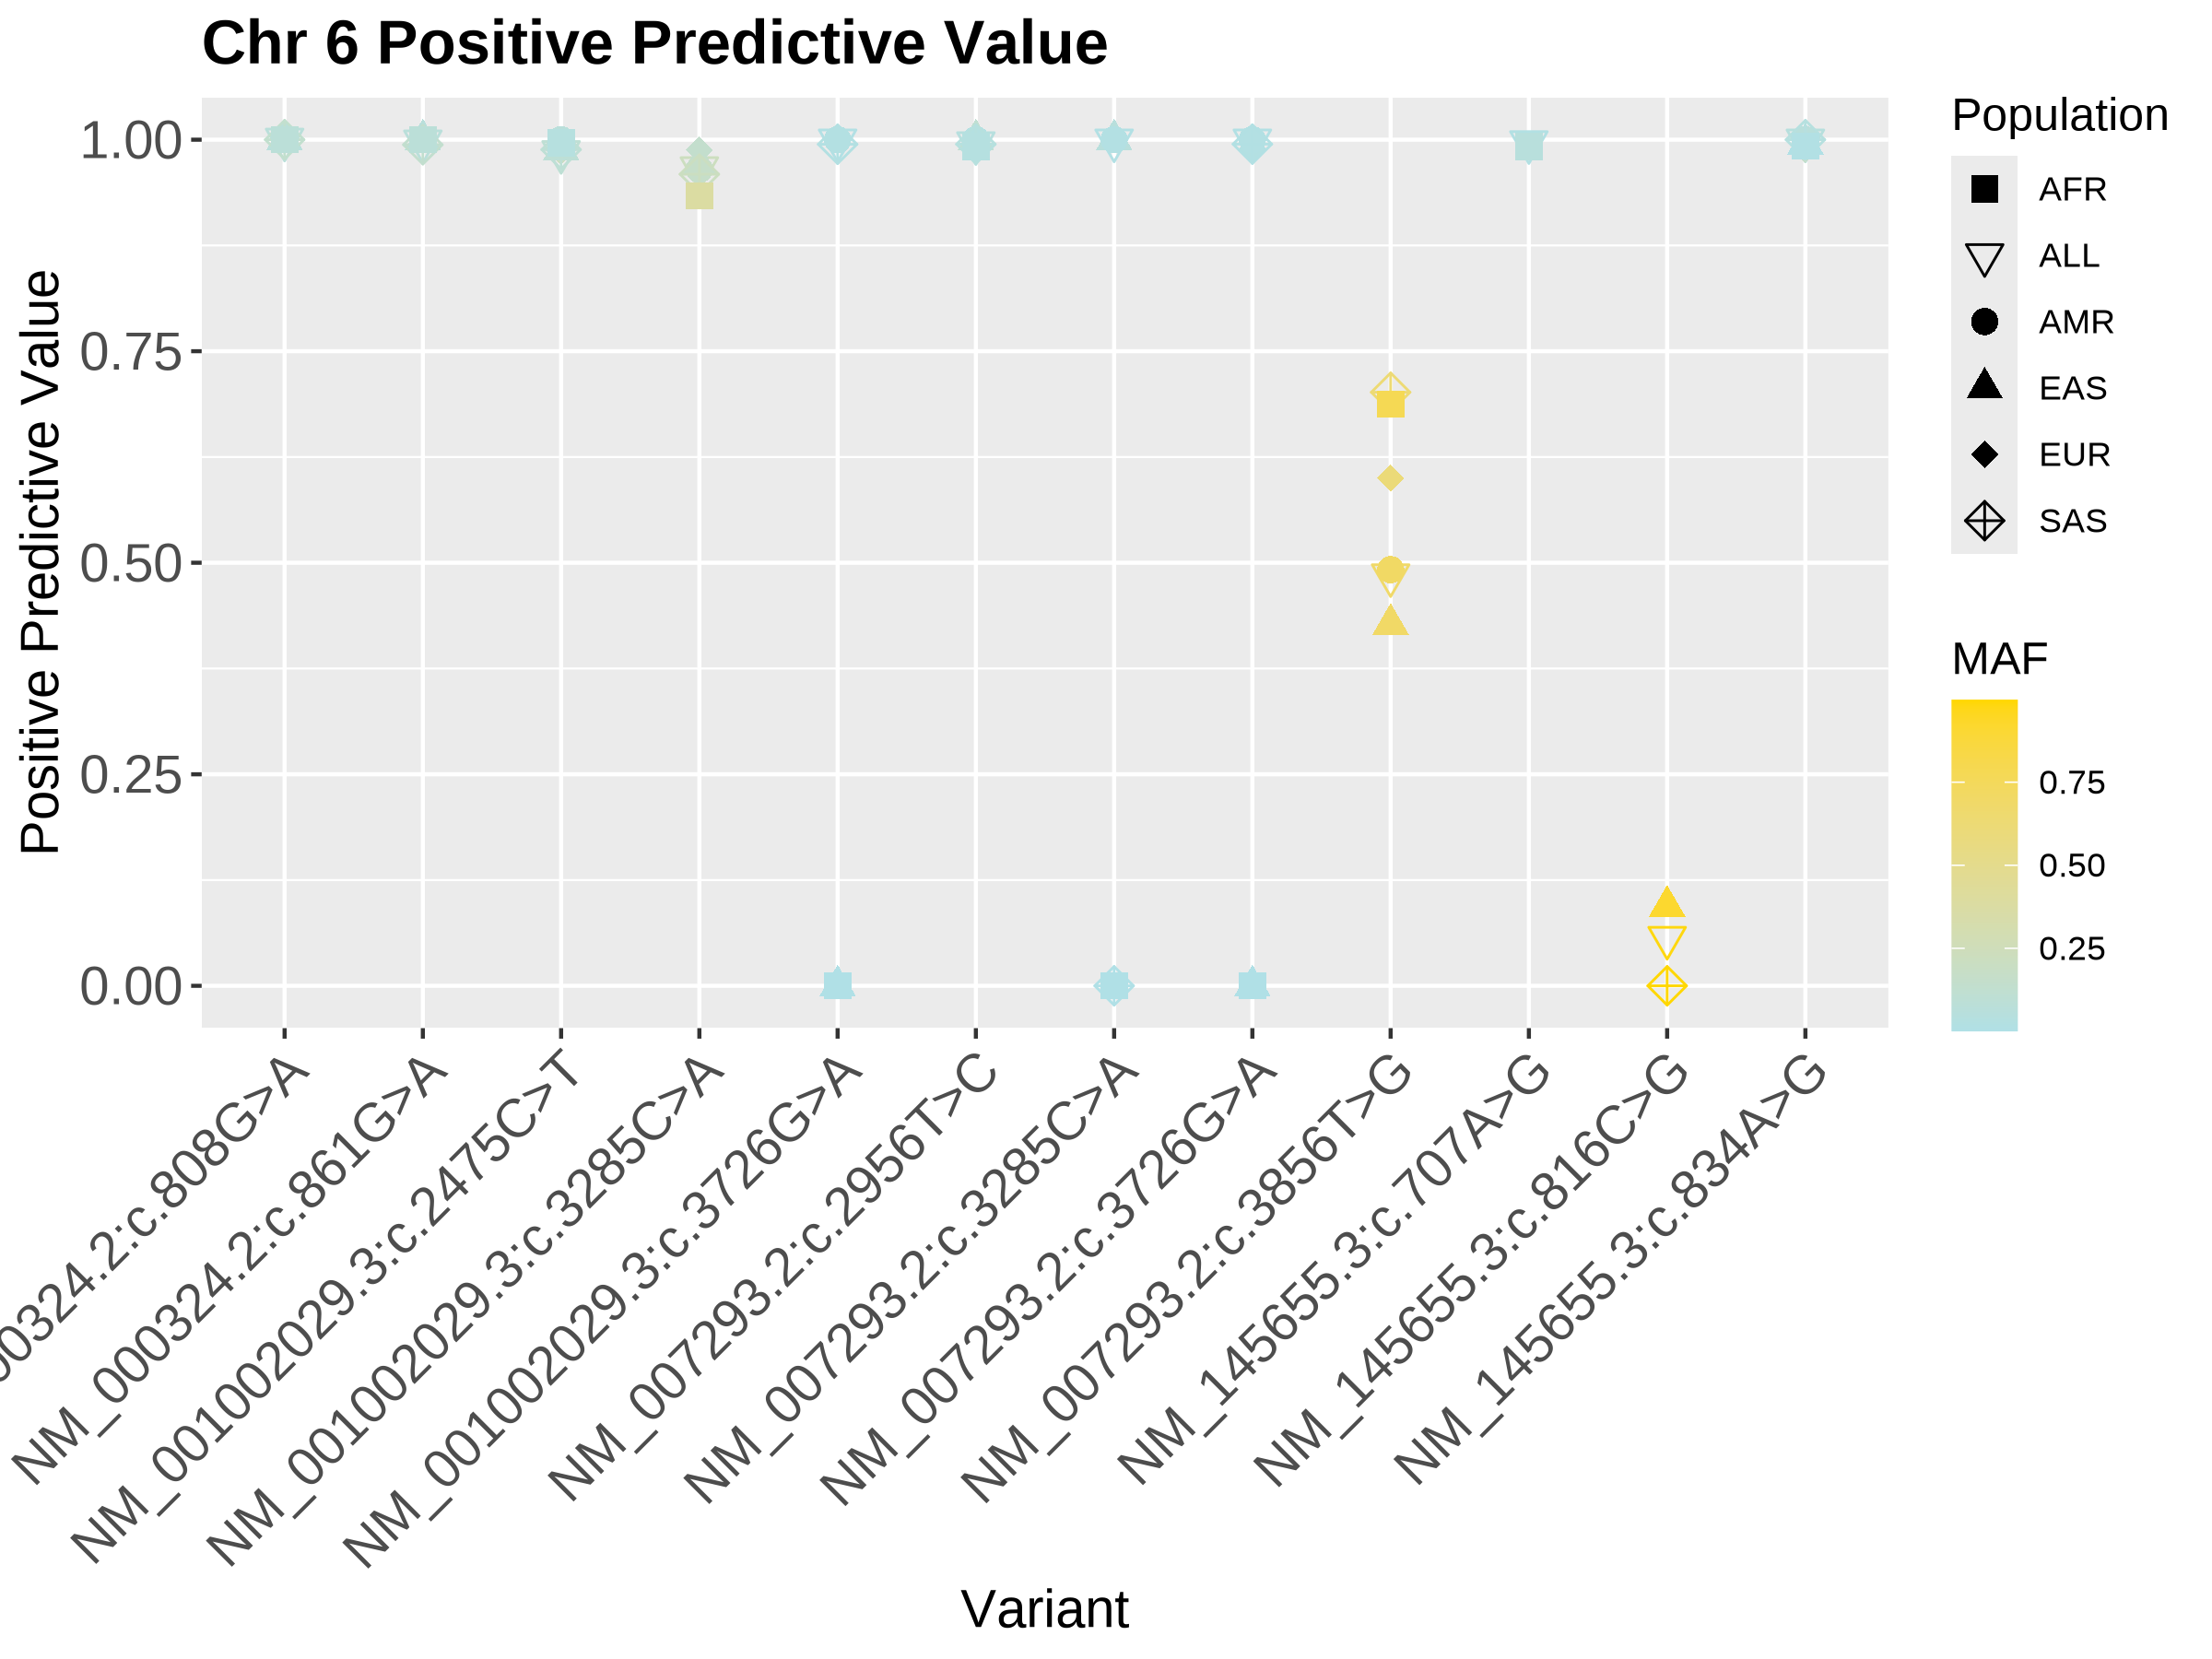 Chr 6 Positive Predictive Value
Positive Predictive Value
1.00
0.75
0.50
0.25
0.00
00324.2:c.808G>A
NM_000324.2:c.861G>A
NM_001002029.3:c.2475C>T
NM_001002029.3:c.3285C>A
NM_001002029.3:c.3726G>A
NM_007293.2:c.2956T>C
NM_007293.2:c.3285C>A
NM_007293.2:c.3726G>A
NM_007293.2:c.3856T>G
NM_145655.3:c.707A>G
NM_145655.3:c.816C>G
NM_145655.3:c.834A>G
Variant
Population
AFR
ALL
AMR
EAS
EUR
SAS
MAF
0.75
0.50
0.25